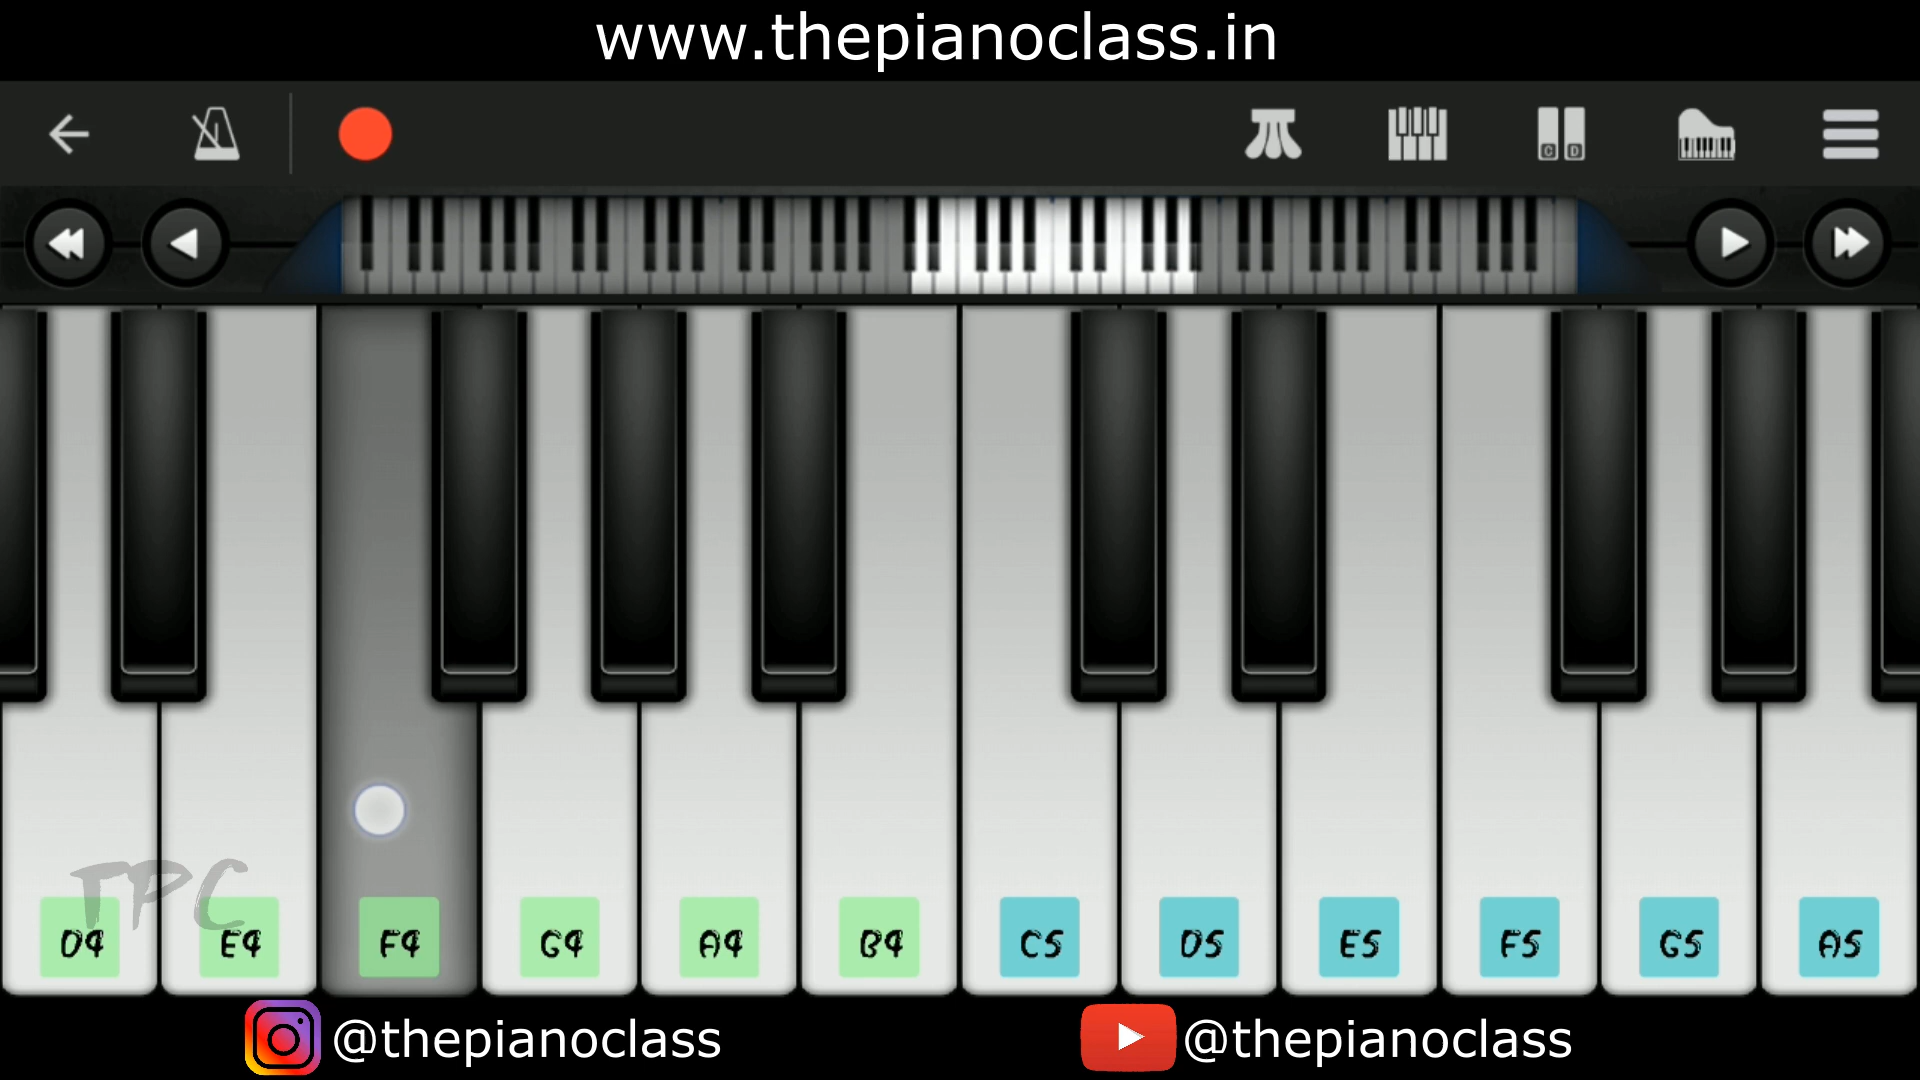 www.thepianoclass.in
C D
TPC
D4 E4 F4 G4 A4 B4 C5 D5 E5 F5 G5 A5
@thepianoclass @thepianoclass